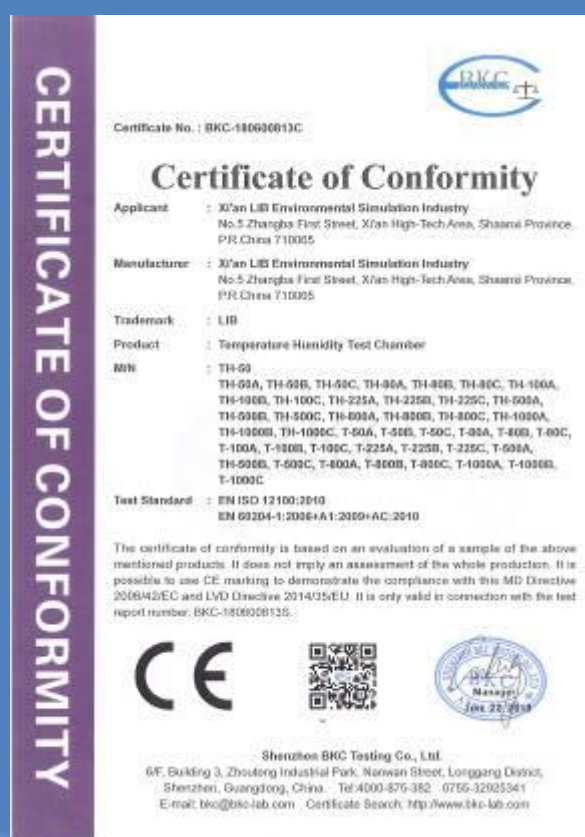 CERTIFICATE OF CONFORMITY
BKC
Certificate No. : BKC-180600813C
Certificate of Conformity
Applicant : Xi'an LIB Environmental Simulation Industry
No.5 Zhangba First Street, Xi'an High-Tech Area, Shaanxi Province,
P.R.China 710065
Manufacturer : Xi'an LIB Environmental Simulation Industry
No.5 Zhangba First Street, Xi'an High-Tech Area, Shaanxi Province,
P.R.China 710065
Trademark : LIB
Product : Temperature Humidity Test Chamber
M/N : TH-50
TH-50A, TH-50B, TH-50C, TH-80A, TH-80B, TH-80C, TH-100A,
TH-100B, TH-100C, TH-225A, TH-225B, TH-225C, TH-500A,
TH-500B, TH-500C, TH-800A, TH-800B, TH-800C, TH-1000A,
TH-1000B, TH-1000C, T-50A, T-50B, T-50C, T-80A, T-80B, T-80C,
T-100A, T-100B, T-100C, T-225A, T-225B, T-225C, T-500A,
TH-500B, T-500C, T-800A, T-800B, T-800C, T-1000A, T-1000B,
T-1000C
Test Standard : EN ISO 12100:2010
EN 60204-1:2006+A1:2009+AC:2010
The certificate of conformity is based on an evaluation of a sample of the above
mentioned products. It does not imply an assessment of the whole production. It is
possible to use CE marking to demonstrate the compliance with this MD Directive
2006/42/EC and LVD Directive 2014/35/EU. It is only valid in connection with the test
report number: BKC-180600813S.
CE
BKC
Manager
June 22, 2018
Shenzhen BKC Testing Co., Ltd.
6/F, Building 3, Zhoutong Industrial Park, Nanwan Street, Longgang District,
Shenzhen, Guangdong, China. Tel:4000-875-382 0755-32925341
E-mail: bkc@bkc-lab.com Certificate Search: http://www.bkc-lab.com